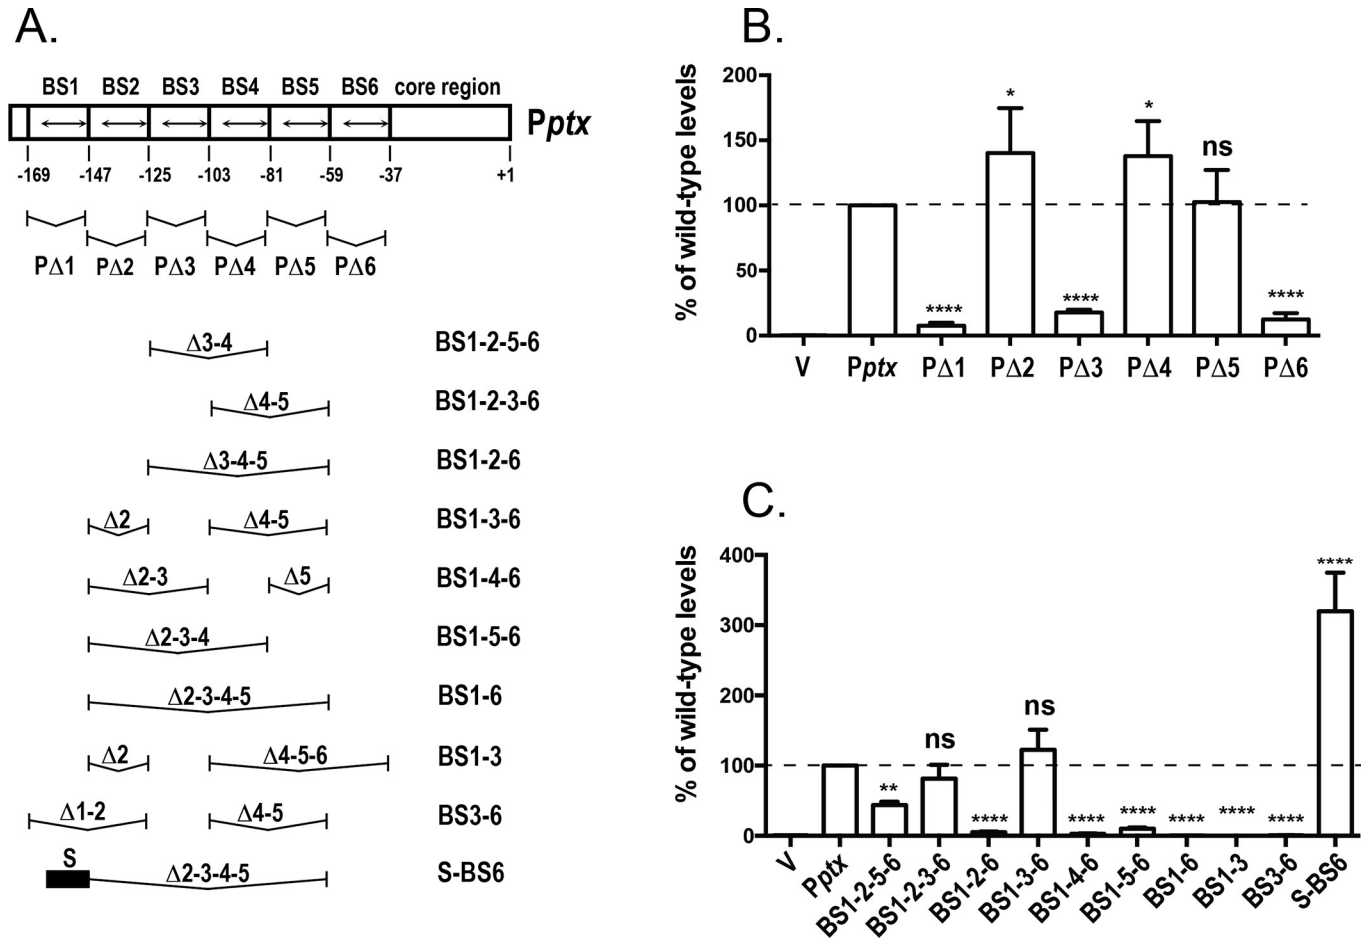 A.
BS1 BS2 BS3 BS4 BS5 BS6 core region
Pptx
-169 -147 -125 -103 -81 -59 -37 +1
PΔ1 PΔ2 PΔ3 PΔ4 PΔ5 PΔ6
Δ3-4 BS1-2-5-6
Δ4-5 BS1-2-3-6
Δ3-4-5 BS1-2-6
Δ2 Δ4-5 BS1-3-6
Δ2-3 Δ5 BS1-4-6
Δ2-3-4 BS1-5-6
Δ2-3-4-5 BS1-6
Δ2 Δ4-5-6 BS1-3
Δ1-2 Δ4-5 BS3-6
S Δ2-3-4-5 S-BS6
B.
% of wild-type levels
200
150
100
50
0
**** * **** * ns ****
V Pptx PΔ1 PΔ2 PΔ3 PΔ4 PΔ5 PΔ6
C.
% of wild-type levels
400
300
200
100
0
** ns **** ns **** **** **** **** **** ****
V Pptx BS1-2-5-6 BS1-2-3-6 BS1-2-6 BS1-3-6 BS1-4-6 BS1-5-6 BS1-6 BS1-3 BS3-6 S-BS6